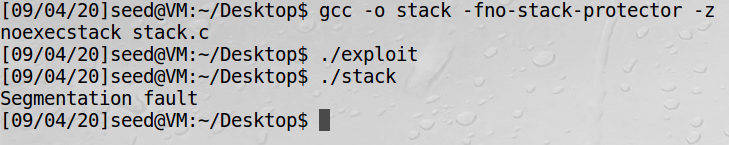 [09/04/20]seed@VM:~/Desktop$ gcc -o stack -fno-stack-protector -z
noexecstack stack.c
[09/04/20]seed@VM:~/Desktop$ ./exploit
[09/04/20]seed@VM:~/Desktop$ ./stack
Segmentation fault
[09/04/20]seed@VM:~/Desktop$